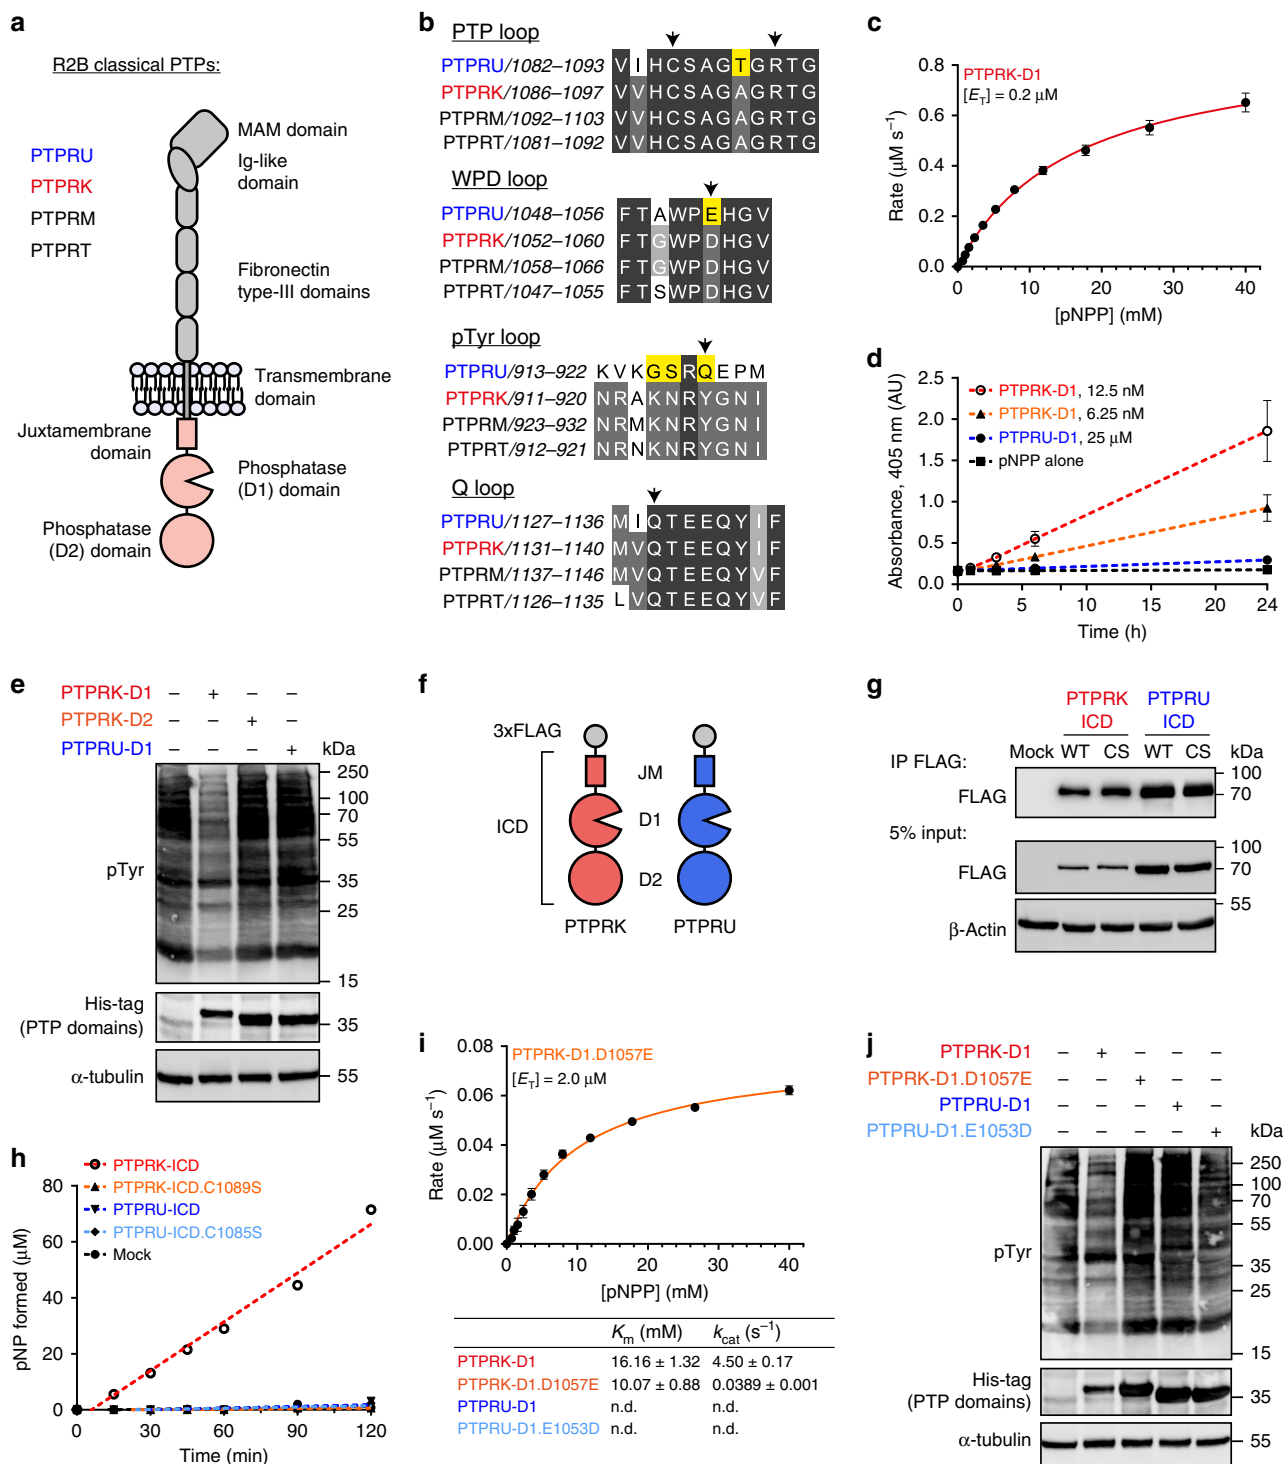 a
R2B classical PTPs:
PTPRU
PTPRK
PTPRM
PTPRT
MAM domain
Ig-like
domain
Fibronectin
type-III domains
Transmembrane
domain
Juxtamembrane
domain
Phosphatase
(D1) domain
Phosphatase
(D2) domain
b
PTP loop
PTPRU/1082–1093 VIHCSAGTGRTG
PTPRK/1086–1097 VVHCSAGAGRTG
PTPRM/1092–1103 VVHCSAGAGRTG
PTPRT/1081–1092 VVHCSAGAGRTG
WPD loop
PTPRU/1048–1056 FTAWPEHGV
PTPRK/1052–1060 FTGWPDHGV
PTPRM/1058–1066 FTGWPDHGV
PTPRT/1047–1055 FTSWPDHGV
pTyr loop
PTPRU/913–922 KVKGSRQEPM
PTPRK/911–920 NRAKNRYGNI
PTPRM/923–932 NRMKNRYGNI
PTPRT/912–921 NRNKNRYGNI
Q loop
PTPRU/1127–1136 MIQTEEQYIF
PTPRK/1131–1140 MVQTEEQYIF
PTPRM/1137–1146 MVQTEEQYVF
PTPRT/1126–1135 LVQTEEQYVF
c
PTPRK-D1
[E_T] = 0.2 μM
Rate (μM s⁻¹)
0.8
0.6
0.4
0.2
0.0
0 10 20 30 40
[pNPP] (mM)
d
PTPRK-D1, 12.5 nM
PTPRK-D1, 6.25 nM
PTPRU-D1, 25 μM
pNPP alone
Absorbance, 405 nm (AU)
2.5
2.0
1.5
1.0
0.5
0.0
0 5 10 15 20 24
Time (h)
e
PTPRK-D1 – + – –
PTPRK-D2 – – + –
PTPRU-D1 – – – + kDa
pTyr
250
100
70
55
35
25
15
His-tag
(PTP domains)
35
α-tubulin
55
f
3xFLAG
JM
ICD
D1
D2
PTPRK PTPRU
g
PTPRK PTPRU
ICD ICD
Mock WT CS WT CS kDa
IP FLAG:
FLAG
100
70
5% input:
FLAG
100
70
55
β-Actin
h
PTPRK-ICD
PTPRK-ICD.C1089S
PTPRU-ICD
PTPRU-ICD.C1085S
Mock
pNP formed (μM)
80
60
40
20
0
0 30 60 90 120
Time (min)
i
PTPRK-D1.D1057E
[E_T] = 2.0 μM
Rate (μM s⁻¹)
0.08
0.06
0.04
0.02
0.00
0 10 20 30 40
[pNPP] (mM)
K_m (mM) k_cat (s⁻¹)
PTPRK-D1 16.16 ± 1.32 4.50 ± 0.17
PTPRK-D1.D1057E 10.07 ± 0.88 0.0389 ± 0.001
PTPRU-D1 n.d. n.d.
PTPRU-D1.E1053D n.d. n.d.
j
PTPRK-D1 – + – – –
PTPRK-D1.D1057E – – + – –
PTPRU-D1 – – – + –
PTPRU-D1.E1053D – – – – +
kDa
pTyr
250
100
70
55
35
25
15
His-tag
(PTP domains)
35
α-tubulin
55